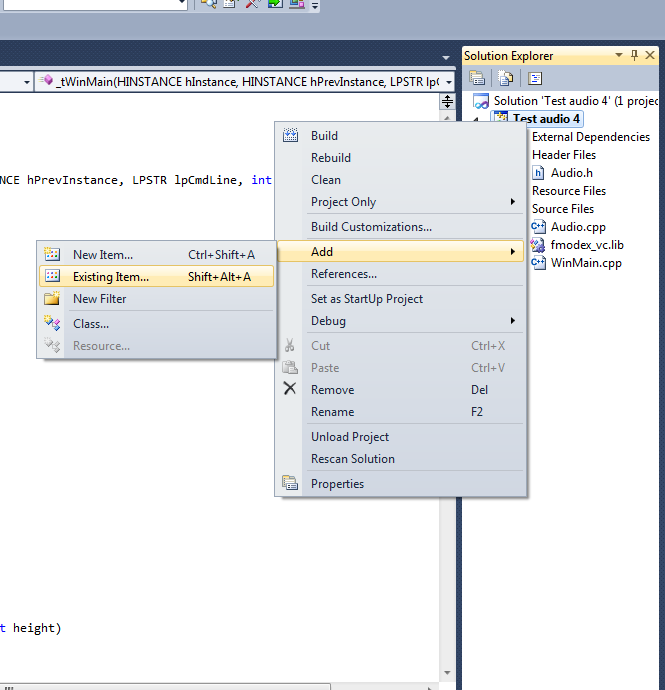 Solution Explorer
_tWinMain(HINSTANCE hInstance, HINSTANCE hPrevInstance, LPSTR lpC
Solution 'Test audio 4' (1 projec
Test audio 4
External Dependencies
Header Files
Audio.h
Resource Files
Source Files
Audio.cpp
fmodex_vc.lib
WinMain.cpp
NCE hPrevInstance, LPSTR lpCmdLine, int
Build
Rebuild
Clean
Project Only
Build Customizations...
Add
References...
Set as StartUp Project
Debug
Cut Ctrl+X
Paste Ctrl+V
Remove Del
Rename F2
Unload Project
Rescan Solution
Properties
New Item... Ctrl+Shift+A
Existing Item... Shift+Alt+A
New Filter
Class...
Resource...
t height)